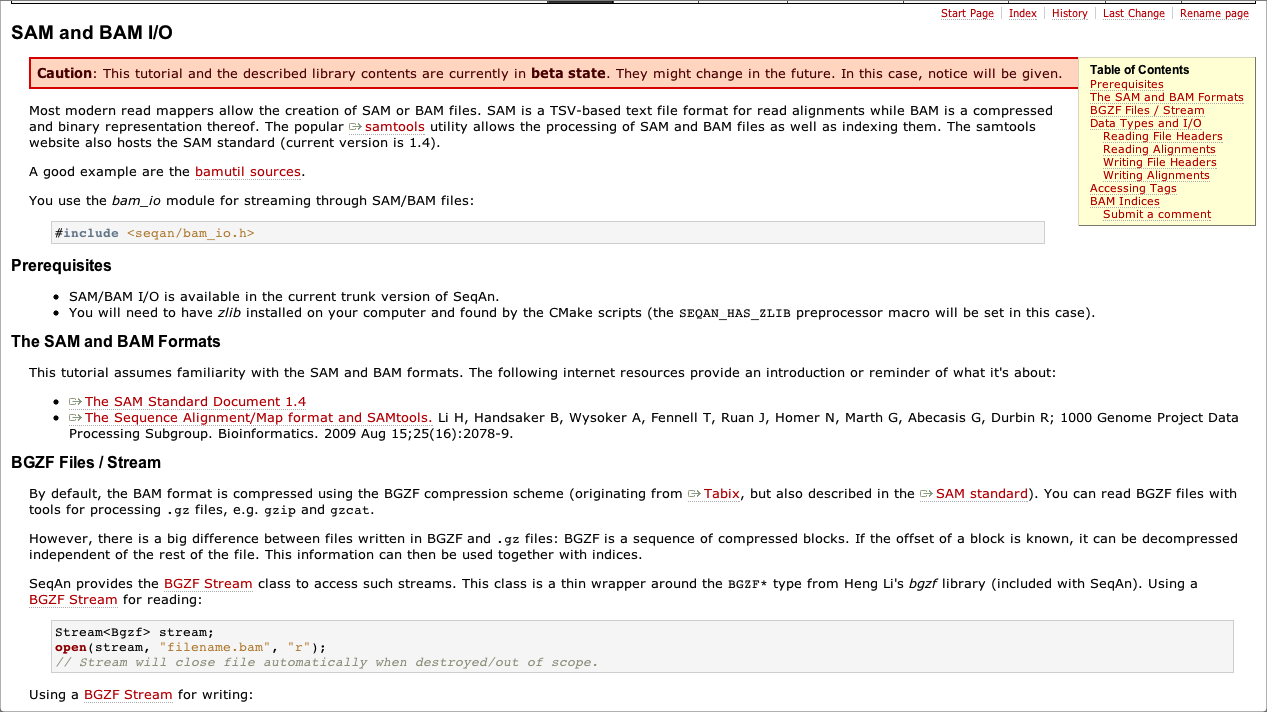 Start Page Index History Last Change Rename page
SAM and BAM I/O
Caution: This tutorial and the described library contents are currently in beta state. They might change in the future. In this case, notice will be given.
Table of Contents
Prerequisites
The SAM and BAM Formats
BGZF Files / Stream
Data Types and I/O
Reading File Headers
Reading Alignments
Writing File Headers
Writing Alignments
Accessing Tags
BAM Indices
Submit a comment
Most modern read mappers allow the creation of SAM or BAM files. SAM is a TSV-based text file format for read alignments while BAM is a compressed
and binary representation thereof. The popular samtools utility allows the processing of SAM and BAM files as well as indexing them. The samtools
website also hosts the SAM standard (current version is 1.4).
A good example are the bamutil sources.
You use the bam_io module for streaming through SAM/BAM files:
#include <seqan/bam_io.h>
Prerequisites
• SAM/BAM I/O is available in the current trunk version of SeqAn.
• You will need to have zlib installed on your computer and found by the CMake scripts (the SEQAN_HAS_ZLIB preprocessor macro will be set in this case).
The SAM and BAM Formats
This tutorial assumes familiarity with the SAM and BAM formats. The following internet resources provide an introduction or reminder of what it's about:
• The SAM Standard Document 1.4
• The Sequence Alignment/Map format and SAMtools. Li H, Handsaker B, Wysoker A, Fennell T, Ruan J, Homer N, Marth G, Abecasis G, Durbin R; 1000 Genome Project Data
Processing Subgroup. Bioinformatics. 2009 Aug 15;25(16):2078-9.
BGZF Files / Stream
By default, the BAM format is compressed using the BGZF compression scheme (originating from Tabix, but also described in the SAM standard). You can read BGZF files with
tools for processing .gz files, e.g. gzip and gzcat.
However, there is a big difference between files written in BGZF and .gz files: BGZF is a sequence of compressed blocks. If the offset of a block is known, it can be decompressed
independent of the rest of the file. This information can then be used together with indices.
SeqAn provides the BGZF Stream class to access such streams. This class is a thin wrapper around the BGZF* type from Heng Li's bgzf library (included with SeqAn). Using a
BGZF Stream for reading:
Stream<Bgzf> stream;
open(stream, "filename.bam", "r");
// Stream will close file automatically when destroyed/out of scope.
Using a BGZF Stream for writing: